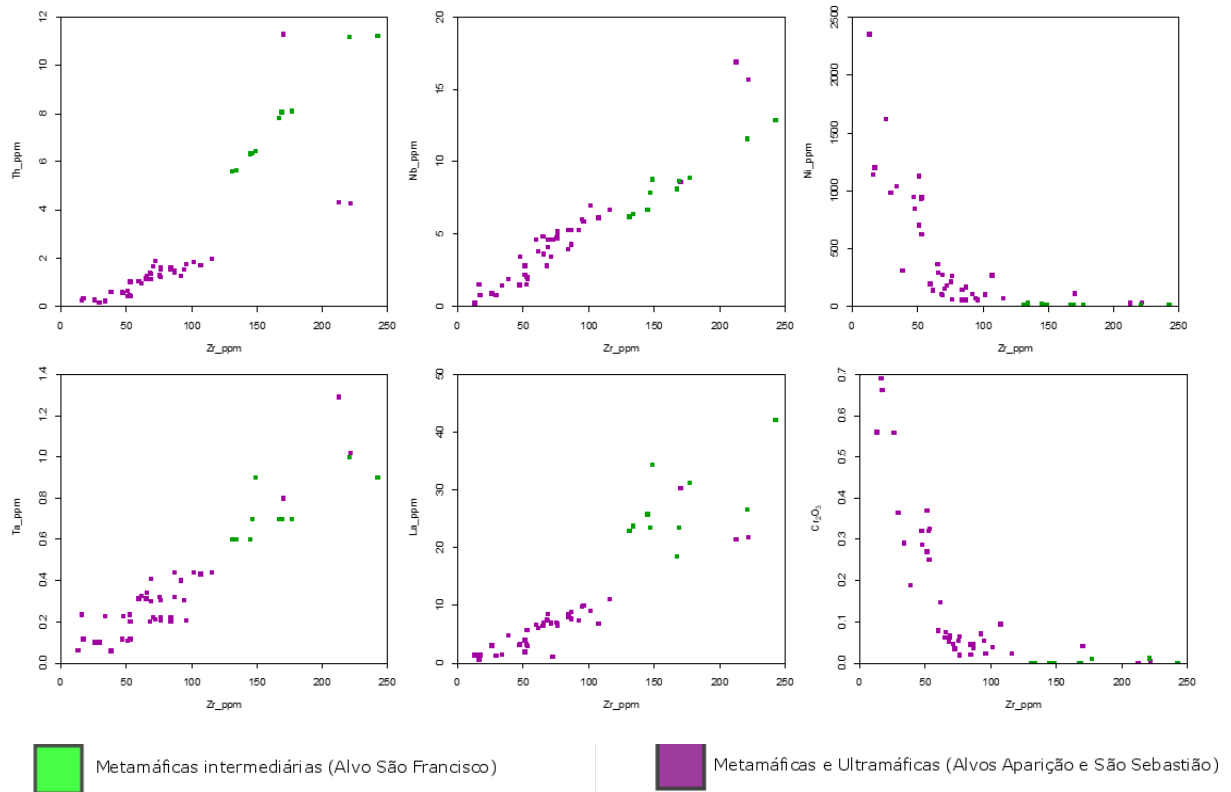 12
10
8
6
4
2
0
Th_ppm
0 50 100 150 200 250
Zr_ppm
20
15
10
5
0
Nb_ppm
0 50 100 150 200 250
Zr_ppm
2500
2000
1500
1000
500
0
Ni_ppm
0 50 100 150 200 250
Zr_ppm
1.4
1.2
1.0
0.8
0.6
0.4
0.2
0.0
Ta_ppm
0 50 100 150 200 250
Zr_ppm
50
40
30
20
10
0
La_ppm
0 50 100 150 200 250
Zr_ppm
0.7
0.6
0.5
0.4
0.3
0.2
0.1
0.0
Cr₂O₃
0 50 100 150 200 250
Zr_ppm
Metamáficas intermediárias (Alvo São Francisco)
Metamáficas e Ultramáficas (Alvos Aparição e São Sebastião)